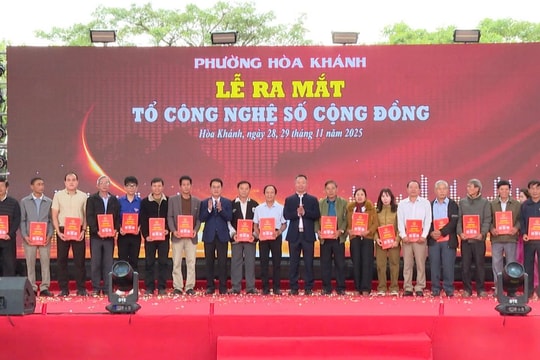 PHƯỜNG HÒA KHÁNH
LỄ RA MẮT
TỔ CÔNG NGHỆ SỐ CỘNG ĐỒNG
Hòa Khánh, ngày 28, 29 tháng 11 năm 2025